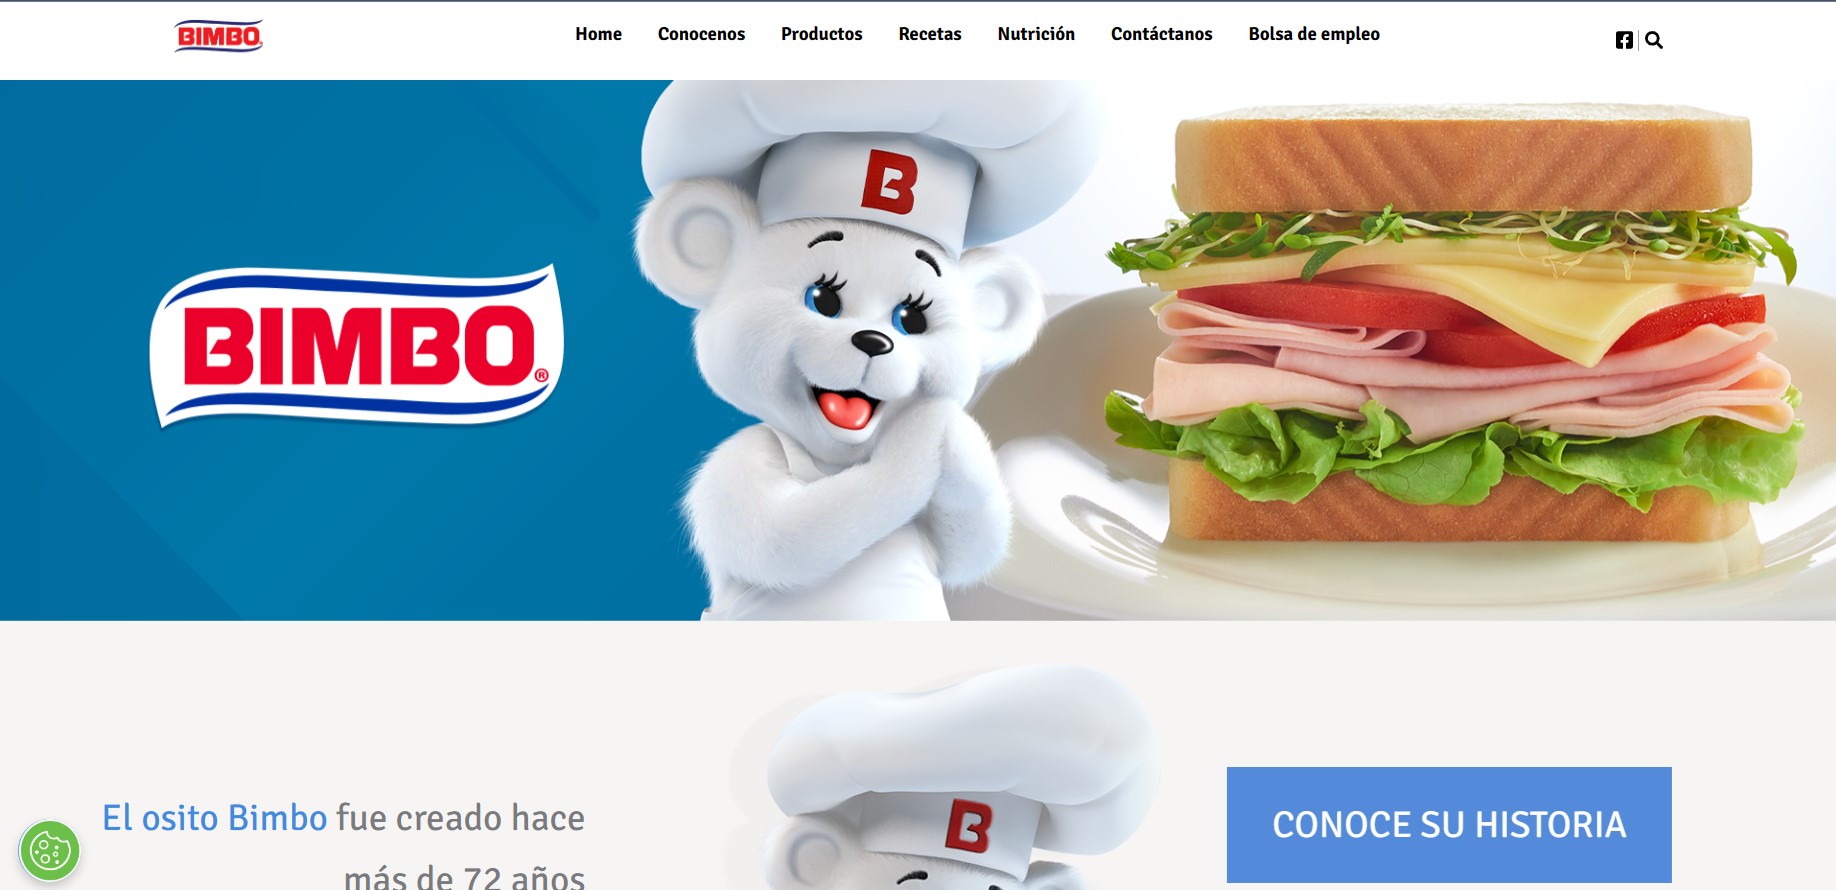 BIMBO
Home Conocenos Productos Recetas Nutrición Contáctanos Bolsa de empleo
B
BIMBO®
El osito Bimbo fue creado hace
más de 72 años
B
CONOCE SU HISTORIA